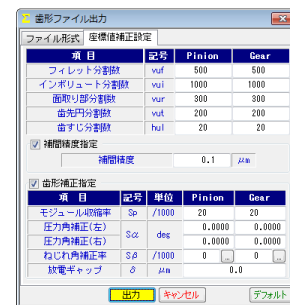 歯形ファイル出力
ファイル形式 座標値補正設定
項 目 記号 Pinion Gear
フィレット分割数 vuf 500 500
インボリュート分割数 vui 1000 1000
面取り部分割数 vur 300 300
歯先円分割数 vut 200 200
歯すじ分割数 hul 20 20
補間精度指定
補間精度 0.1 μm
歯形補正指定
項 目 記号 単位 Pinion Gear
モジュール収縮率 Sp /1000 20 20
圧力角補正(左) Sα deg 0.0000 0.0000
圧力角補正(右) 0.0000 0.0000
ねじれ角補正率 Sβ /1000 0 ... 0 ...
放電ギャップ δ μm 0.0
出力 キャンセル デフォルト